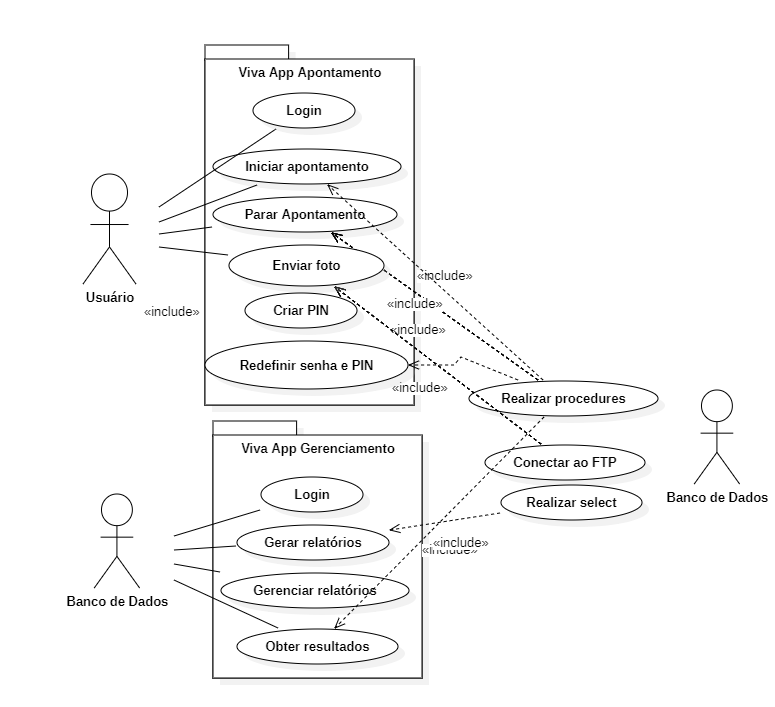 Viva App Apontamento
Login
Iniciar apontamento
Parar Apontamento
Enviar foto
Criar PIN
Redefinir senha e PIN
Usuário
«include»
«include»
«include»
«include»
«include»
Realizar procedures
Conectar ao FTP
Realizar select
Banco de Dados
Viva App Gerenciamento
Login
Gerar relatórios
Gerenciar relatórios
Obter resultados
Banco de Dados
«include»
«include»